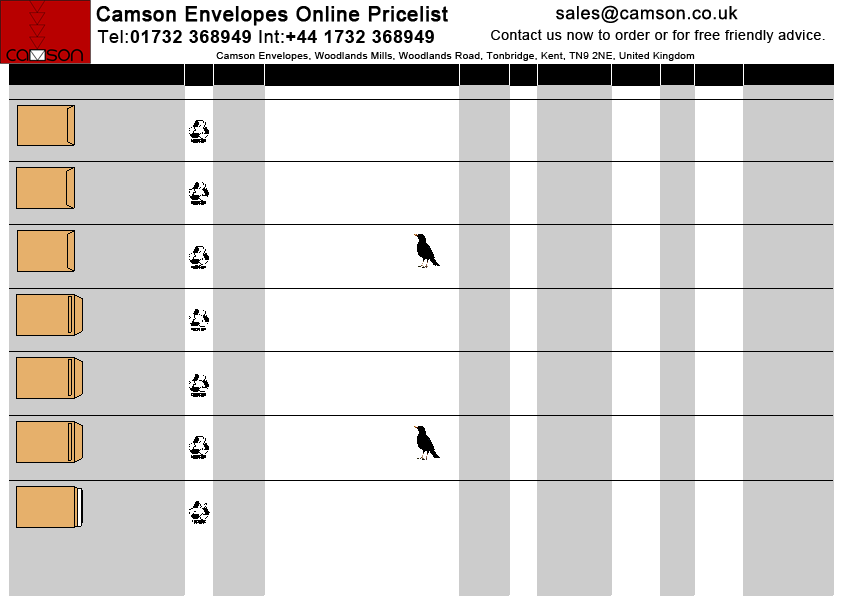 Camson Envelopes Online Pricelist
sales@camson.co.uk
Tel:01732 368949 Int:+44 1732 368949
Contact us now to order or for free friendly advice.
camson
Camson Envelopes, Woodlands Mills, Woodlands Road, Tonbridge, Kent, TN9 2NE, United Kingdom